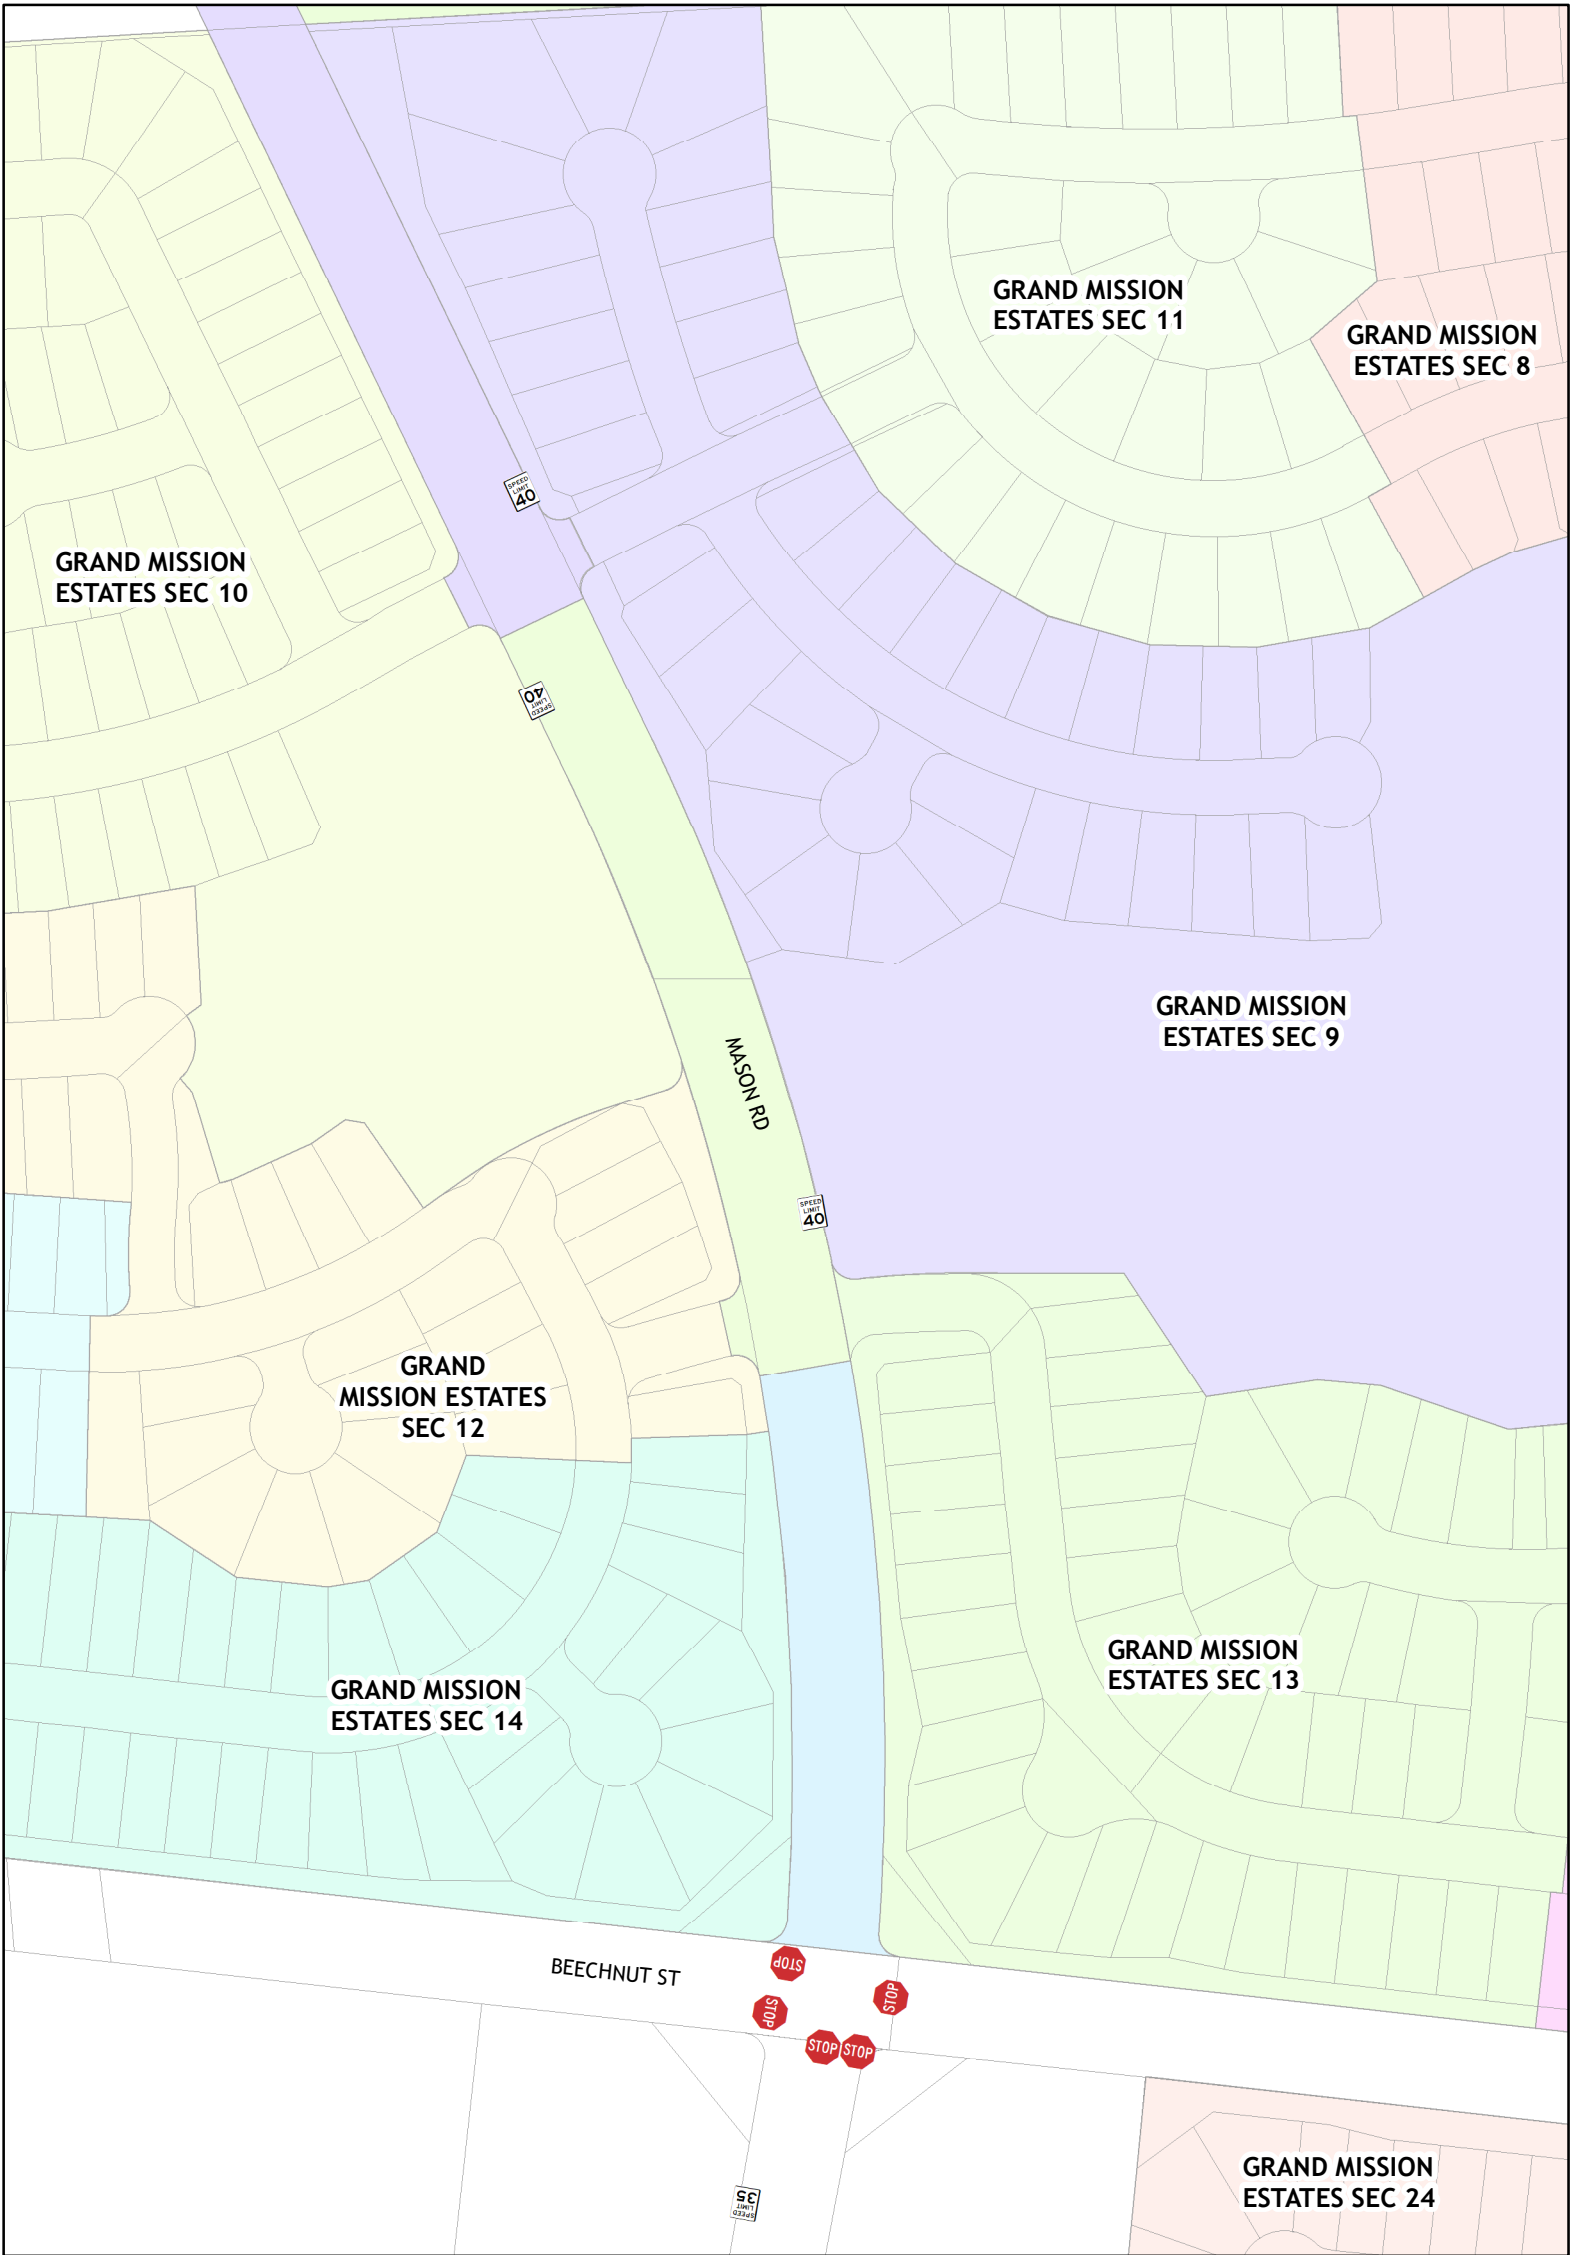 GRAND MISSION
ESTATES SEC 11
GRAND MISSION
ESTATES SEC 8
SPEED
LIMIT
40
GRAND MISSION
ESTATES SEC 10
SPEED
LIMIT
40
GRAND MISSION
ESTATES SEC 9
MASON RD
SPEED
LIMIT
40
GRAND
MISSION ESTATES
SEC 12
GRAND MISSION
ESTATES SEC 13
GRAND MISSION
ESTATES SEC 14
BEECHNUT ST
STOP
STOP
STOP
STOP
STOP
GRAND MISSION
ESTATES SEC 24
SPEED
LIMIT
35